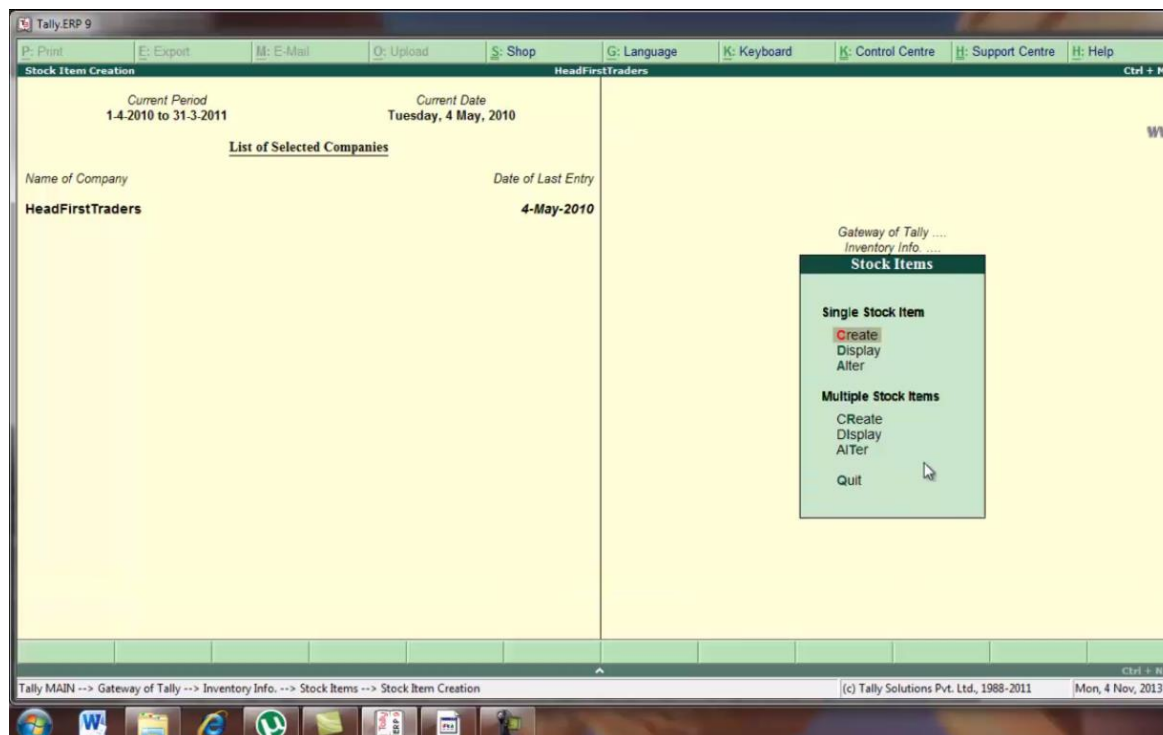 Tally.ERP 9
P: Print E: Export M: E-Mail O: Upload S: Shop G: Language K: Keyboard K: Control Centre H: Support Centre H: Help
Stock Item Creation HeadFirstTraders Ctrl + M
Current Period Current Date
1-4-2010 to 31-3-2011 Tuesday, 4 May, 2010
List of Selected Companies
Name of Company Date of Last Entry
HeadFirstTraders 4-May-2010
Gateway of Tally ....
Inventory Info. ....
Stock Items
Single Stock Item
Create
Display
Alter
Multiple Stock Items
CReate
DIsplay
AlTer
Quit
Ctrl + N
Tally MAIN --> Gateway of Tally --> Inventory Info. --> Stock Items --> Stock Item Creation (c) Tally Solutions Pvt. Ltd., 1988-2011 Mon, 4 Nov, 2013